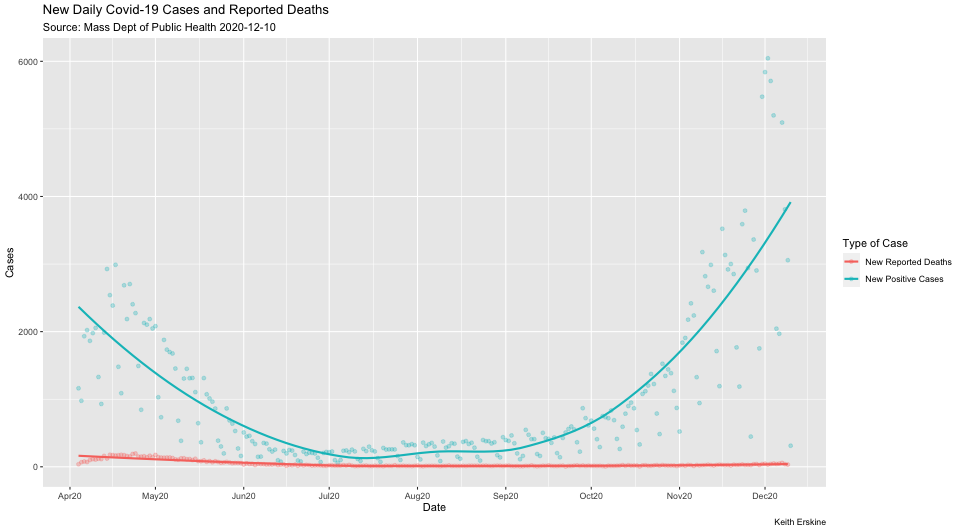 New Daily Covid-19 Cases and Reported Deaths
Source: Mass Dept of Public Health 2020-12-10
6000
4000
2000
0
Cases
Apr20 May20 Jun20 Jul20 Aug20 Sep20 Oct20 Nov20 Dec20
Date
Type of Case
New Reported Deaths
New Positive Cases
Keith Erskine